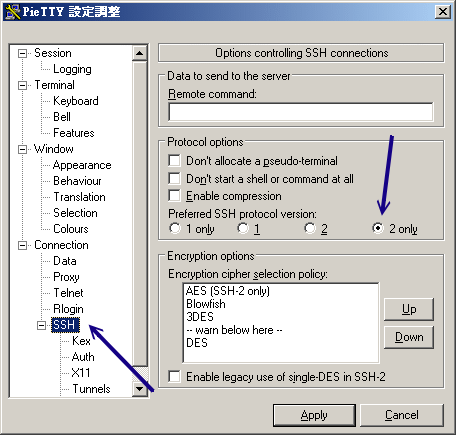 PieTTY 設定調整
Session
Logging
Terminal
Keyboard
Bell
Features
Window
Appearance
Behaviour
Translation
Selection
Colours
Connection
Data
Proxy
Telnet
Rlogin
SSH
Kex
Auth
X11
Tunnels
Options controlling SSH connections
Data to send to the server
Remote command:
Protocol options
Don't allocate a pseudo-terminal
Don't start a shell or command at all
Enable compression
Preferred SSH protocol version:
1 only 1 2 2 only
Encryption options
Encryption cipher selection policy:
AES (SSH-2 only)
Blowfish
3DES
-- warn below here --
DES
Up
Down
Enable legacy use of single-DES in SSH-2
Apply Cancel